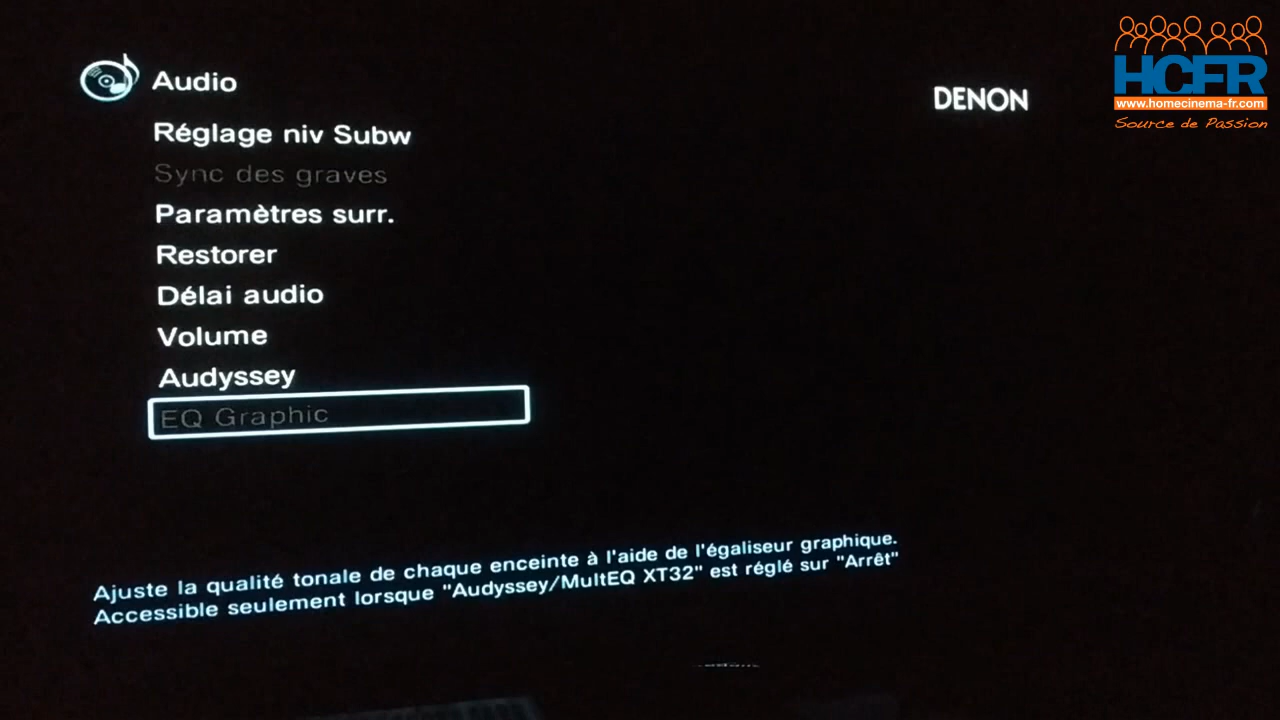 Audio
DENON
Réglage niv Subw
Sync des graves
Paramètres surr.
Restorer
Délai audio
Volume
Audyssey
EQ Graphic
Ajuste la qualité tonale de chaque enceinte à l'aide de l'égaliseur graphique.
Accessible seulement lorsque "Audyssey/MultEQ XT32" est réglé sur "Arrêt"
HCFR
www.homecinema-fr.com
Source de Passion